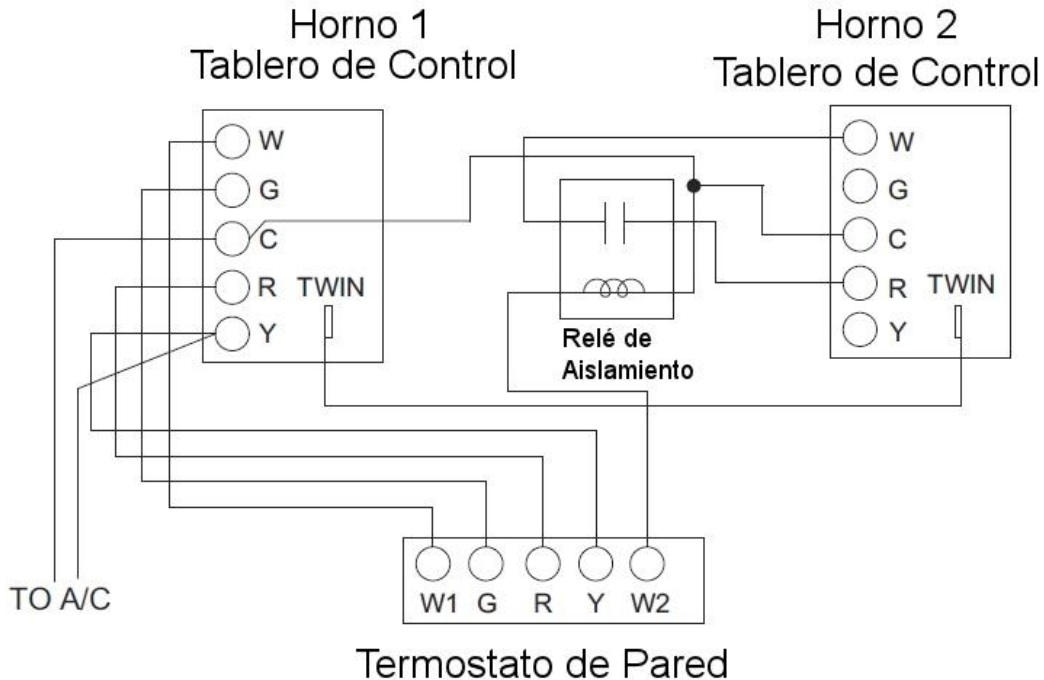 Horno 1
Tablero de Control
Horno 2
Tablero de Control
W
G
C
R TWIN
Y
W
G
C
R TWIN
Y
Relé de
Aislamiento
TO A/C
W1 G R Y W2
Termostato de Pared